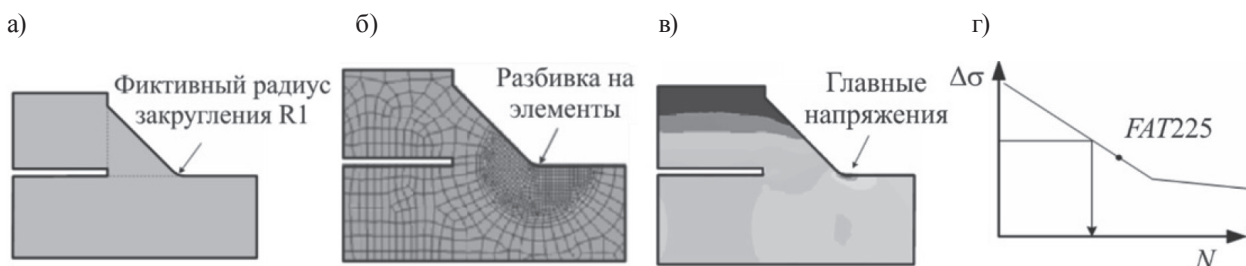 а)
б)
в)
г)
Фиктивный радиус
закругления R1
Разбивка на
элементы
Главные
напряжения
Δσ
FAT225
N